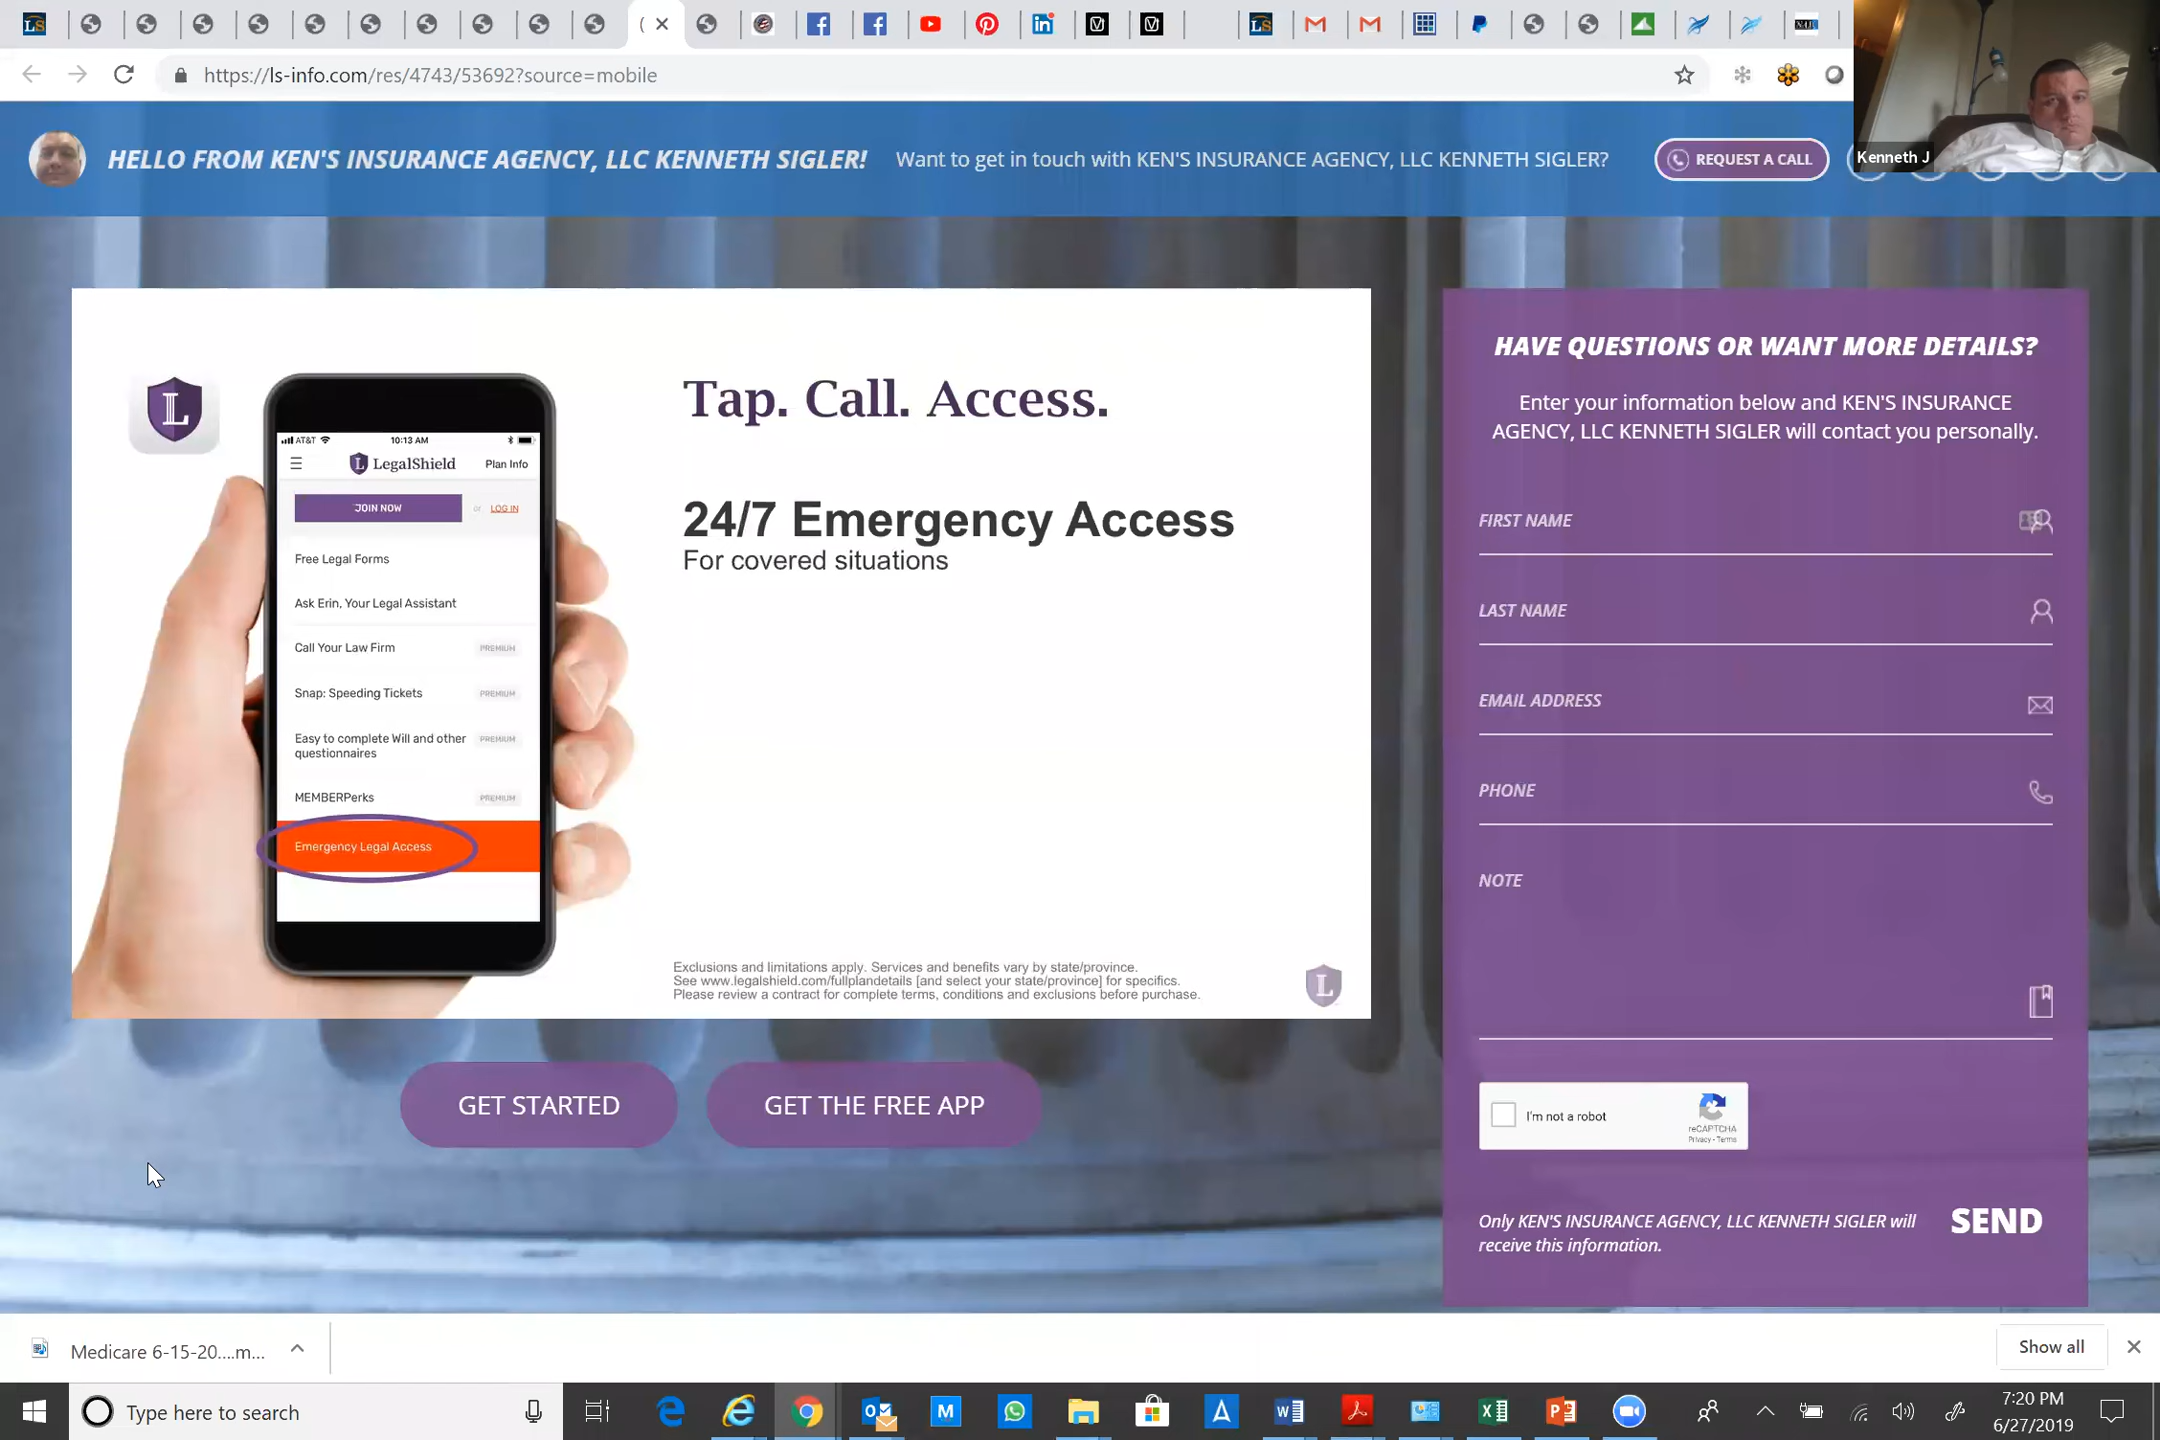 https://ls-info.com/res/4743/53692?source=mobile
HELLO FROM KEN'S INSURANCE AGENCY, LLC KENNETH SIGLER!
Want to get in touch with KEN'S INSURANCE AGENCY, LLC KENNETH SIGLER?
REQUEST A CALL
Kenneth J
AT&T
10:13 AM
LegalShield
Plan Info
JOIN NOW
or
LOG IN
Free Legal Forms
Ask Erin, Your Legal Assistant
Call Your Law Firm
PREMIUM
Snap: Speeding Tickets
PREMIUM
Easy to complete Will and other
questionnaires
PREMIUM
MEMBERPerks
PREMIUM
Emergency Legal Access
Tap. Call. Access.
24/7 Emergency Access
For covered situations
Exclusions and limitations apply. Services and benefits vary by state/province.
See www.legalshield.com/fullplandetails [and select your state/province] for specifics.
Please review a contract for complete terms, conditions and exclusions before purchase.
GET STARTED
GET THE FREE APP
HAVE QUESTIONS OR WANT MORE DETAILS?
Enter your information below and KEN'S INSURANCE
AGENCY, LLC KENNETH SIGLER will contact you personally.
FIRST NAME
LAST NAME
EMAIL ADDRESS
PHONE
NOTE
I'm not a robot
reCAPTCHA
Privacy - Terms
Only KEN'S INSURANCE AGENCY, LLC KENNETH SIGLER will
receive this information.
SEND
Medicare 6-15-20....m...
Show all
Type here to search
7:20 PM
6/27/2019